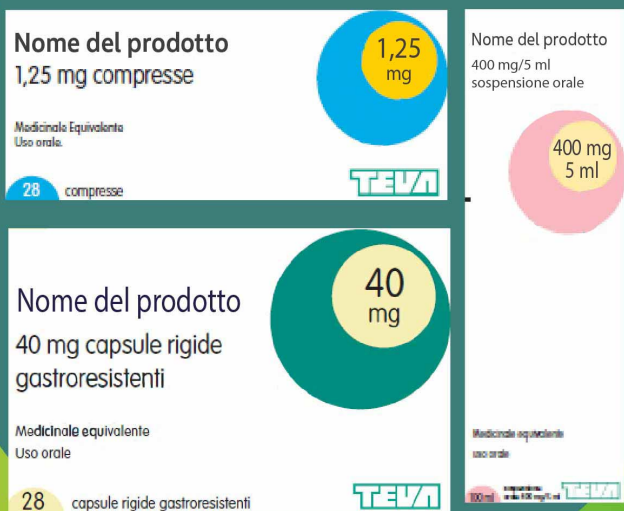 Nome del prodotto
1,25 mg compresse
1,25
mg
Medicinale Equivalente
Uso orale.
28 compresse
TEVA
Nome del prodotto
400 mg/5 ml
sospensione orale
400 mg
5 ml
Medicinale equivalente
uso orale
100 ml
TEVA
Nome del prodotto
40 mg capsule rigide
gastroresistenti
40
mg
Medicinale equivalente
Uso orale
28 capsule rigide gastroresistenti
TEVA